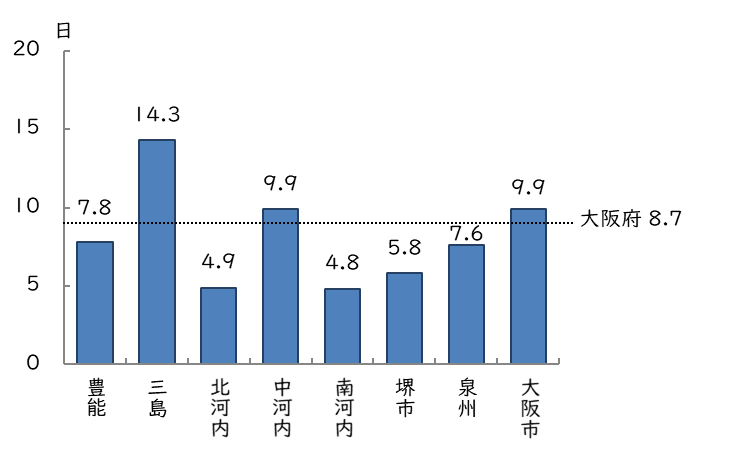 日
20
15
10
5
0
7.8
14.3
4.9
9.9
4.8
5.8
7.6
9.9
大阪府 8.7
豊能
三島
北河内
中河内
南河内
堺市
泉州
大阪市